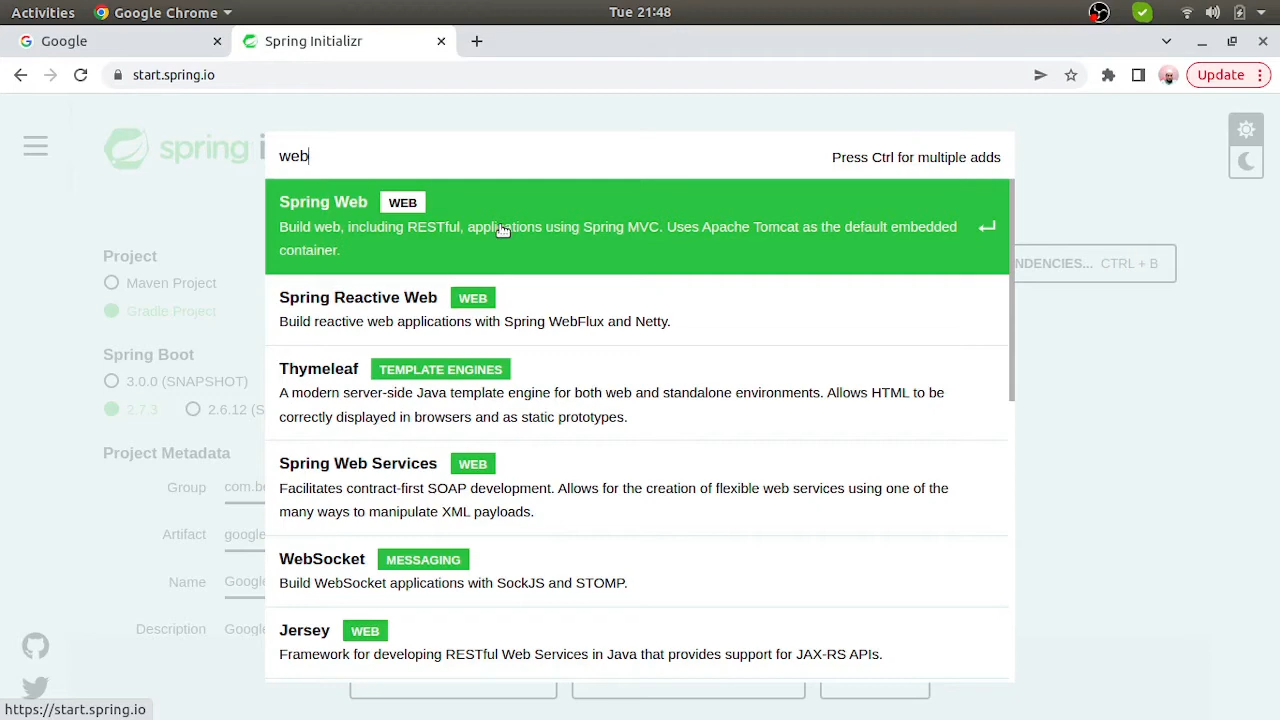 Activities Google Chrome Tue 21:48
Google Spring Initializr
start.spring.io Update
spring
web Press Ctrl for multiple adds
Spring Web WEB
Build web, including RESTful, applications using Spring MVC. Uses Apache Tomcat as the default embedded
container.
NDENCIES... CTRL + B
Project
Maven Project
Gradle Project
Spring Boot
3.0.0 (SNAPSHOT)
2.7.3 2.6.12 (S
Project Metadata
Group com.b
Artifact google
Name Google
Description Google
Spring Reactive Web WEB
Build reactive web applications with Spring WebFlux and Netty.
Thymeleaf TEMPLATE ENGINES
A modern server-side Java template engine for both web and standalone environments. Allows HTML to be
correctly displayed in browsers and as static prototypes.
Spring Web Services WEB
Facilitates contract-first SOAP development. Allows for the creation of flexible web services using one of the
many ways to manipulate XML payloads.
WebSocket MESSAGING
Build WebSocket applications with SockJS and STOMP.
Jersey WEB
Framework for developing RESTful Web Services in Java that provides support for JAX-RS APIs.
https://start.spring.io